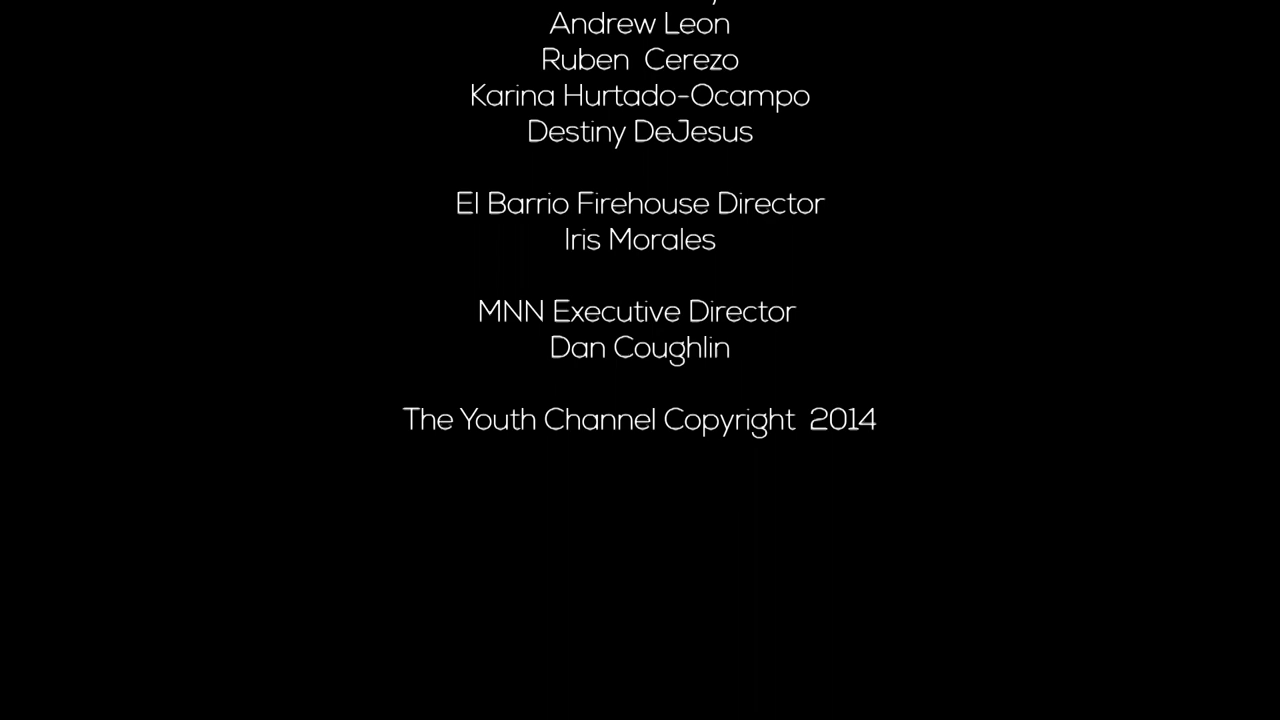 Andrew Leon
Ruben  Cerezo
Karina Hurtado-Ocampo
Destiny DeJesus
El Barrio Firehouse Director
Iris Morales
MNN Executive Director
Dan Coughlin
The Youth Channel Copyright  2014